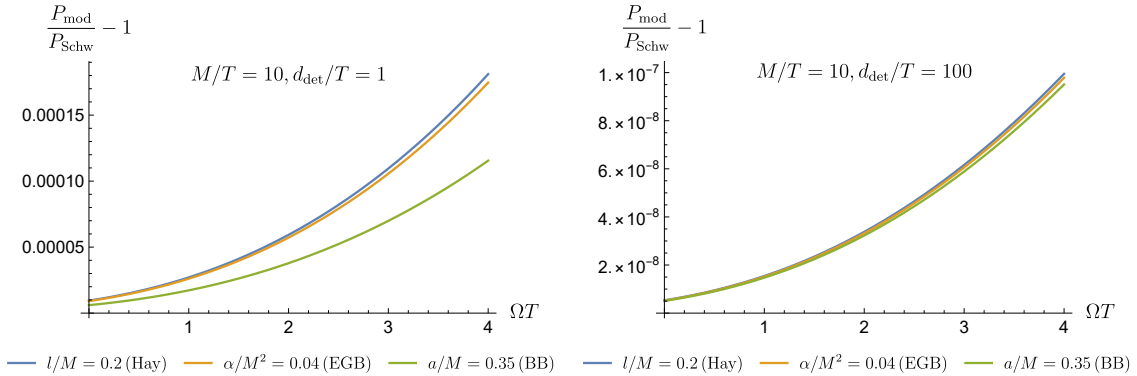 P_mod/P_Schw − 1
M/T = 10, d_det/T = 1
0.00015
0.00010
0.00005
1 2 3 4 ΩT
l/M = 0.2 (Hay) α/M² = 0.04 (EGB) a/M = 0.35 (BB)
P_mod/P_Schw − 1
M/T = 10, d_det/T = 100
1.×10⁻⁷
8.×10⁻⁸
6.×10⁻⁸
4.×10⁻⁸
2.×10⁻⁸
1 2 3 4 ΩT
l/M = 0.2 (Hay) α/M² = 0.04 (EGB) a/M = 0.35 (BB)